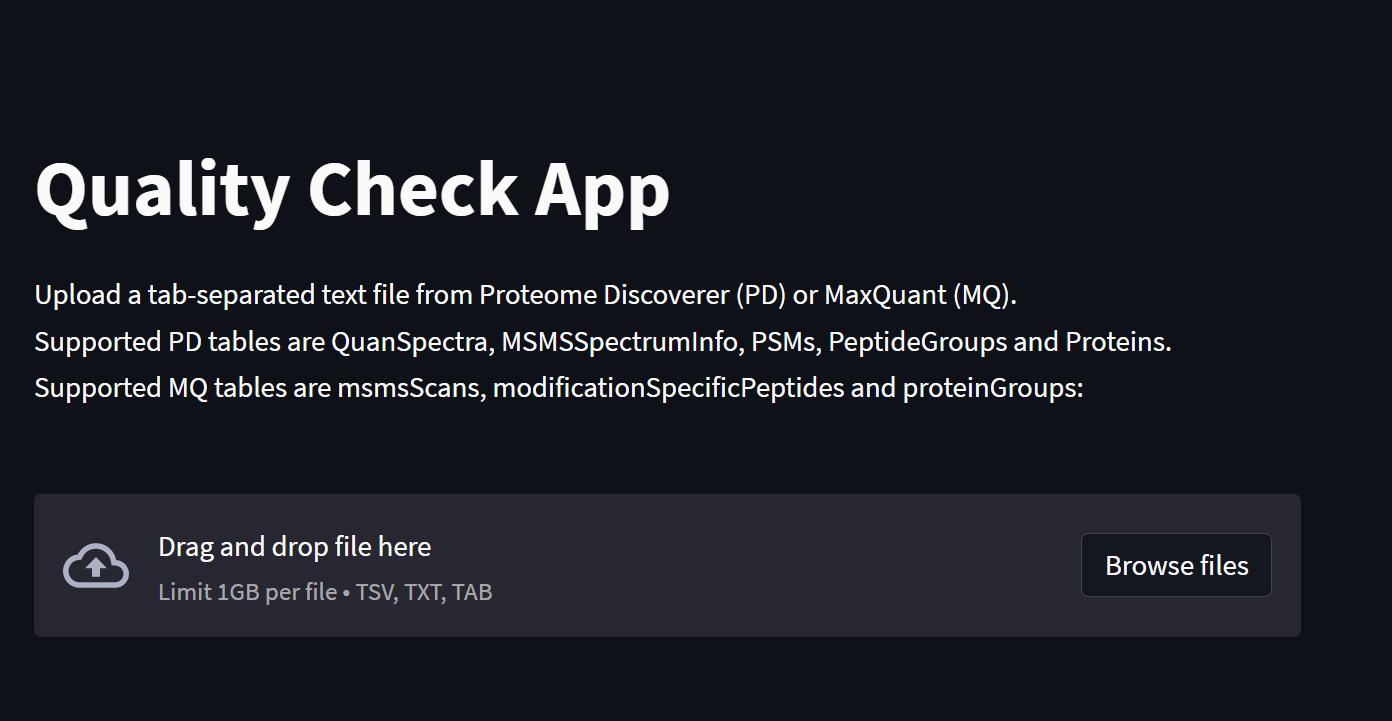 Quality Check App
Upload a tab-separated text file from Proteome Discoverer (PD) or MaxQuant (MQ).
Supported PD tables are QuanSpectra, MSMSSpectrumInfo, PSMs, PeptideGroups and Proteins.
Supported MQ tables are msmsScans, modificationSpecificPeptides and proteinGroups:
Drag and drop file here
Limit 1GB per file • TSV, TXT, TAB
Browse files